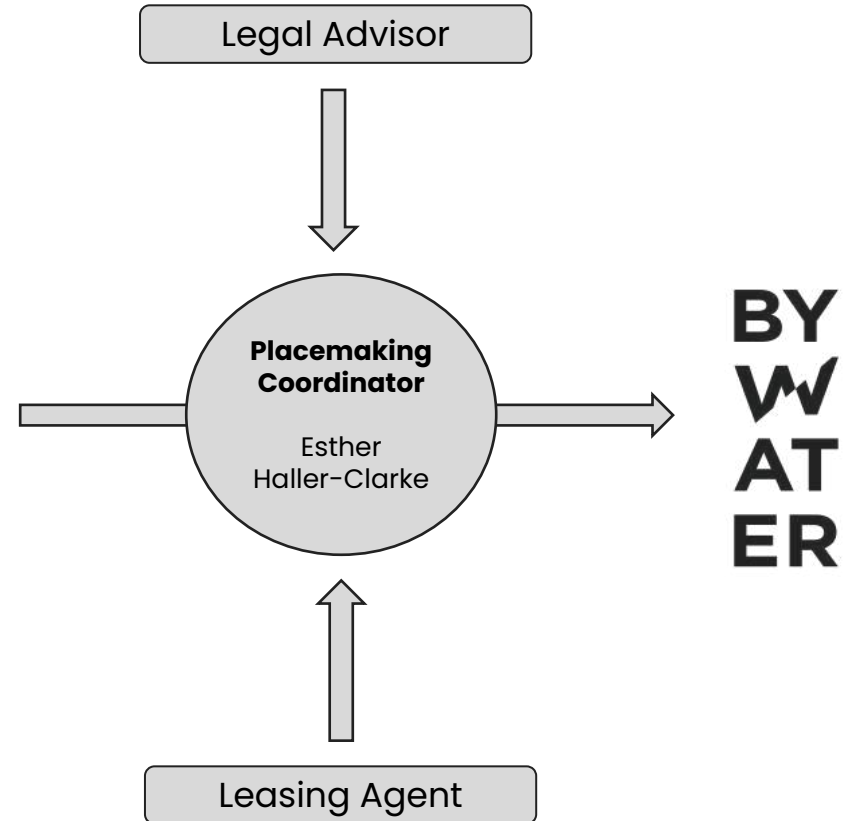 Legal Advisor
Placemaking
Coordinator
Esther
Haller-Clarke
BY
W
AT
ER
Leasing Agent